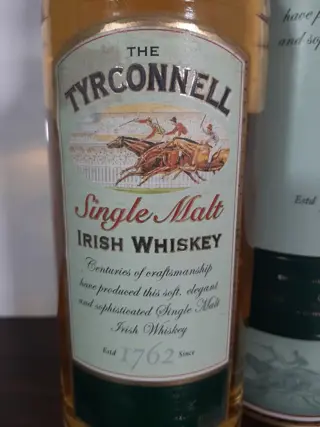 THE
TYRCONNELL
Single Malt
IRISH WHISKEY
Centuries of craftsmanship
have produced this soft, elegant
and sophisticated Single Malt
Irish Whiskey
Estd 1762 Since
have p
and sop
Estd